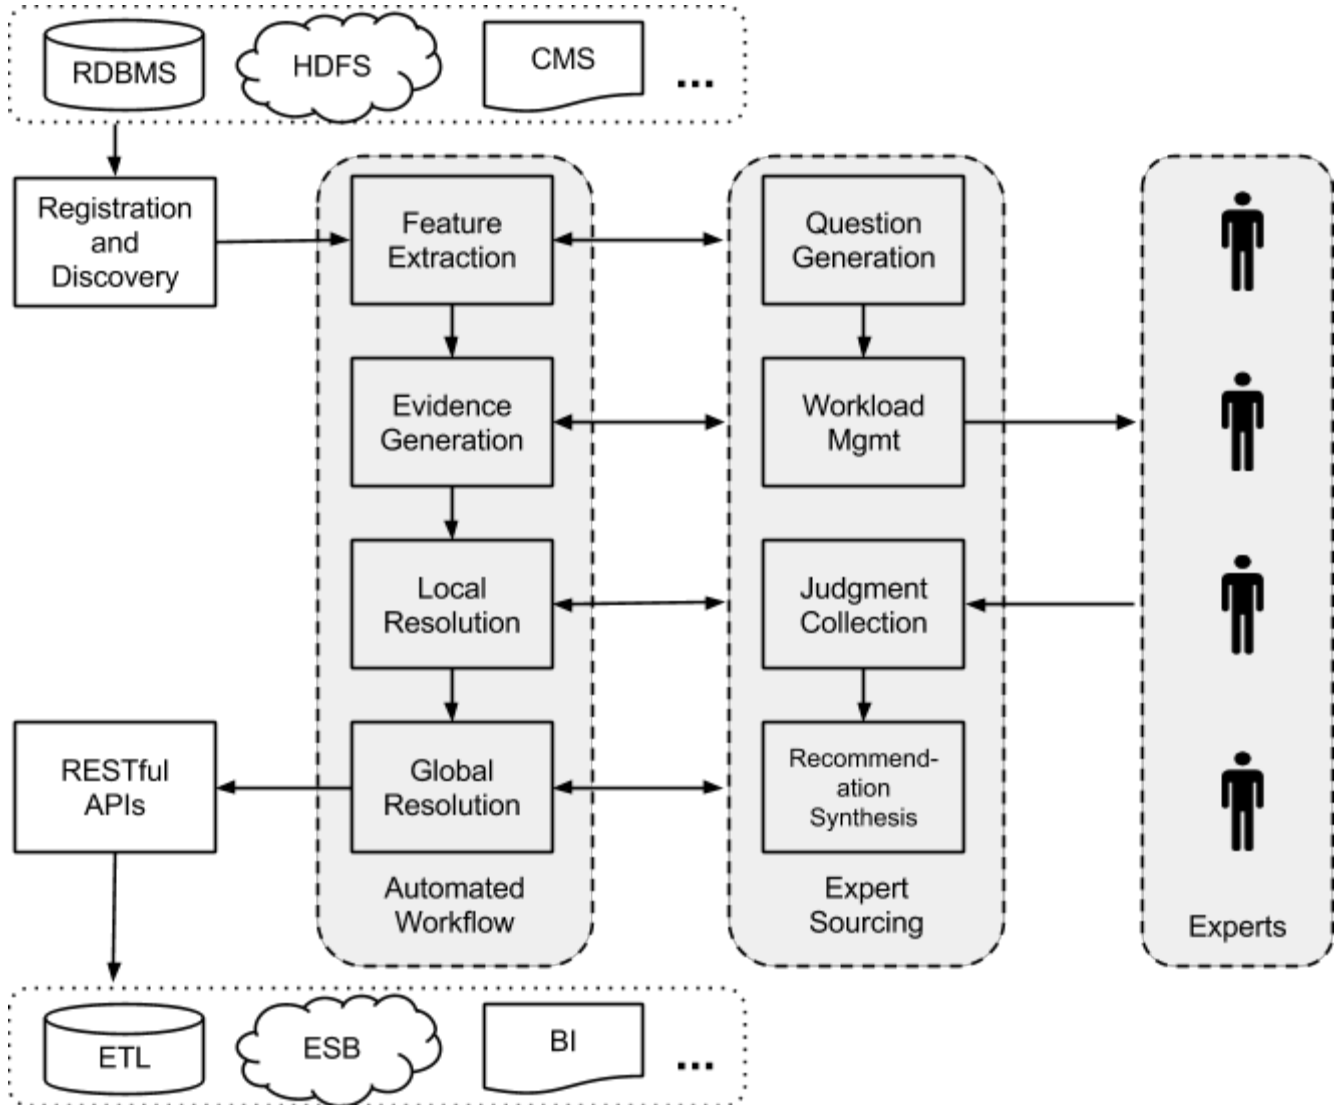 RDBMS
HDFS
CMS
...
Registration
and
Discovery
Feature
Extraction
Question
Generation
Evidence
Generation
Workload
Mgmt
Local
Resolution
Judgment
Collection
RESTful
APIs
Global
Resolution
Recommend-
ation
Synthesis
Automated
Workflow
Expert
Sourcing
Experts
ETL
ESB
BI
...